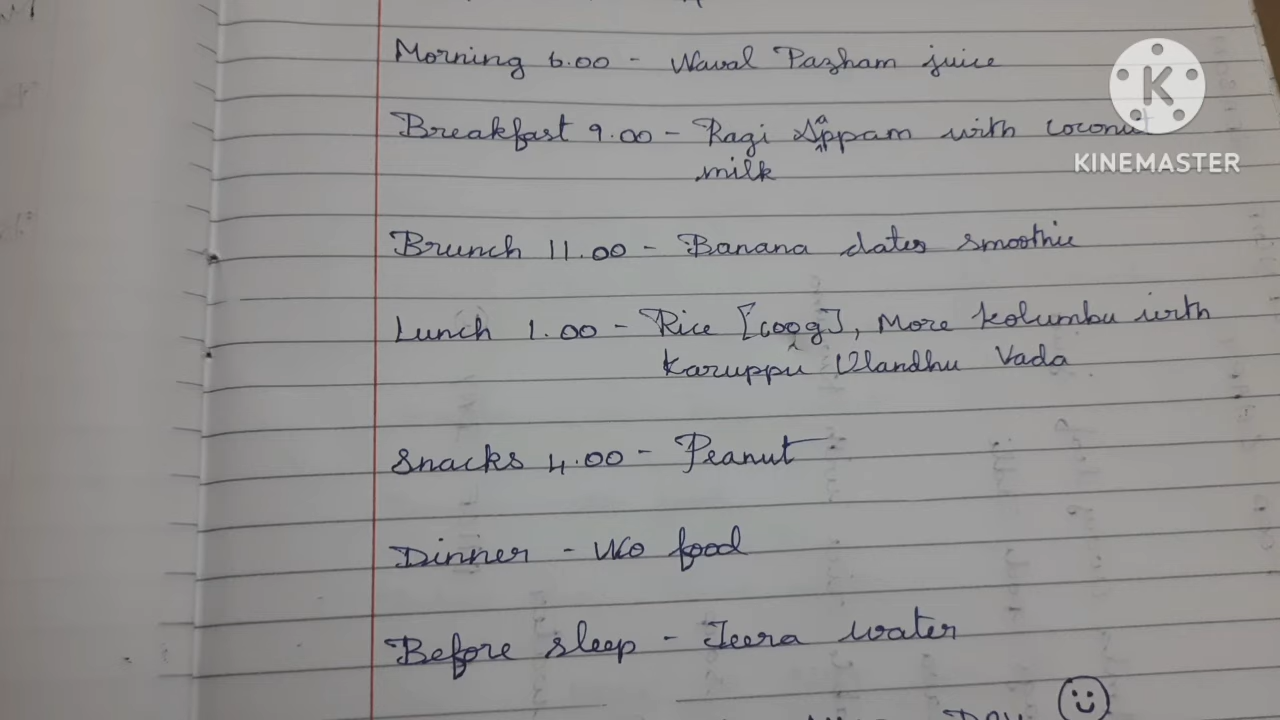 Morning 6.00 - Naval Pazham juice
KINEMASTER
Breakfast 9.00 - Ragi Appam with coconut
milk
Brunch 11.00 - Banana dates smoothie
Lunch 1.00 - Rice [600g], More kolumbu with
Karuppu Ulandhu Vada
Snacks 4.00 - Peanut
Dinner - No food
Before sleep - Jeera water
Day